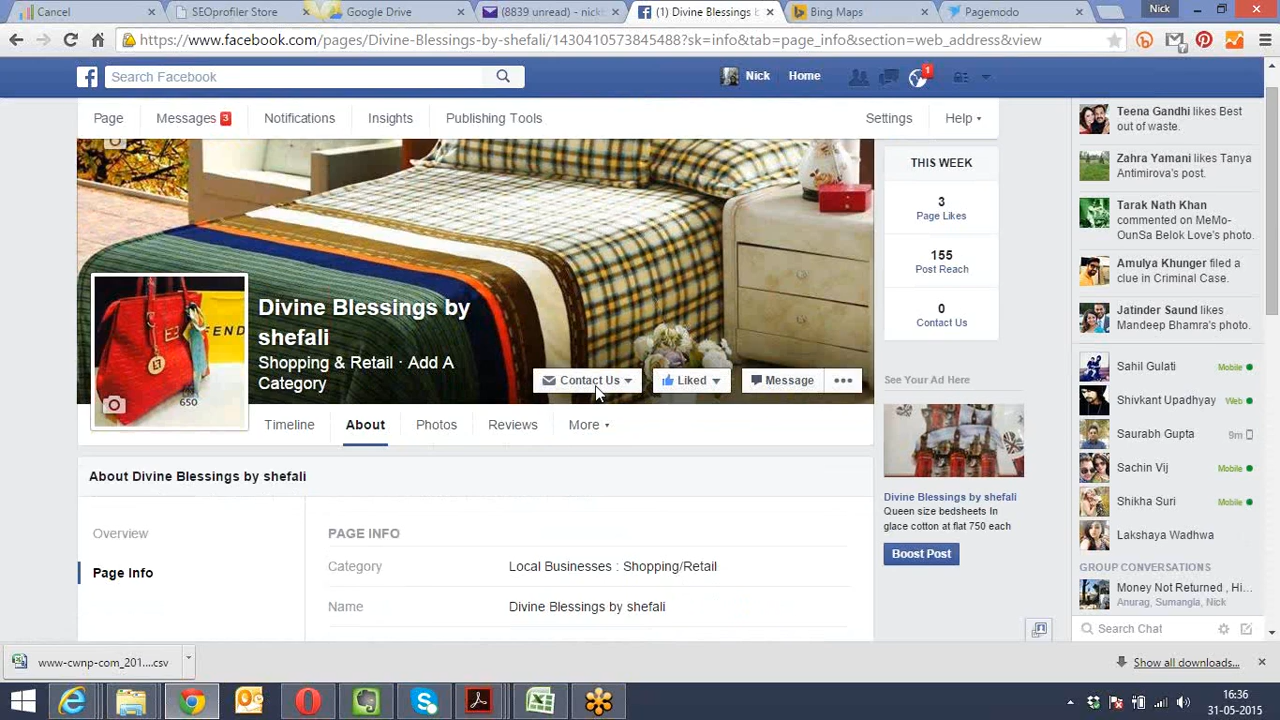 Cancel
SEOprofiler Store
Google Drive
(8839 unread) - nick
(1) Divine Blessings b
Bing Maps
Pagemodo
Nick
https://www.facebook.com/pages/Divine-Blessings-by-shefali/1430410573845488?sk=info&tab=page_info&section=web_address&view
Search Facebook
Nick
Home
1
Page
Messages 3
Notifications
Insights
Publishing Tools
Settings
Help
THIS WEEK
3
Page Likes
155
Post Reach
0
Contact Us
Divine Blessings by
shefali
Shopping & Retail · Add A
Category
650
Contact Us
Liked
Message
Timeline
About
Photos
Reviews
More
About Divine Blessings by shefali
Overview
Page Info
PAGE INFO
Category
Local Businesses : Shopping/Retail
Name
Divine Blessings by shefali
See Your Ad Here
Divine Blessings by shefali
Queen size bedsheets In
glace cotton at flat 750 each
Boost Post
Teena Gandhi likes Best
out of waste.
Zahra Yamani likes Tanya
Antimirova's post.
Tarak Nath Khan
commented on MeMo-
OunSa Belok Love's photo.
Amulya Khunger filed a
clue in Criminal Case.
Jatinder Saund likes
Mandeep Bhamra's photo.
Sahil Gulati Mobile
Shivkant Upadhyay Web
Saurabh Gupta 9m
Sachin Vij Mobile
Shikha Suri Mobile
Lakshaya Wadhwa
GROUP CONVERSATIONS
Money Not Returned , Hi...
Anurag, Sumangla, Nick
Search Chat
www-cwnp-com_201....csv
Show all downloads...
16:36
31-05-2015